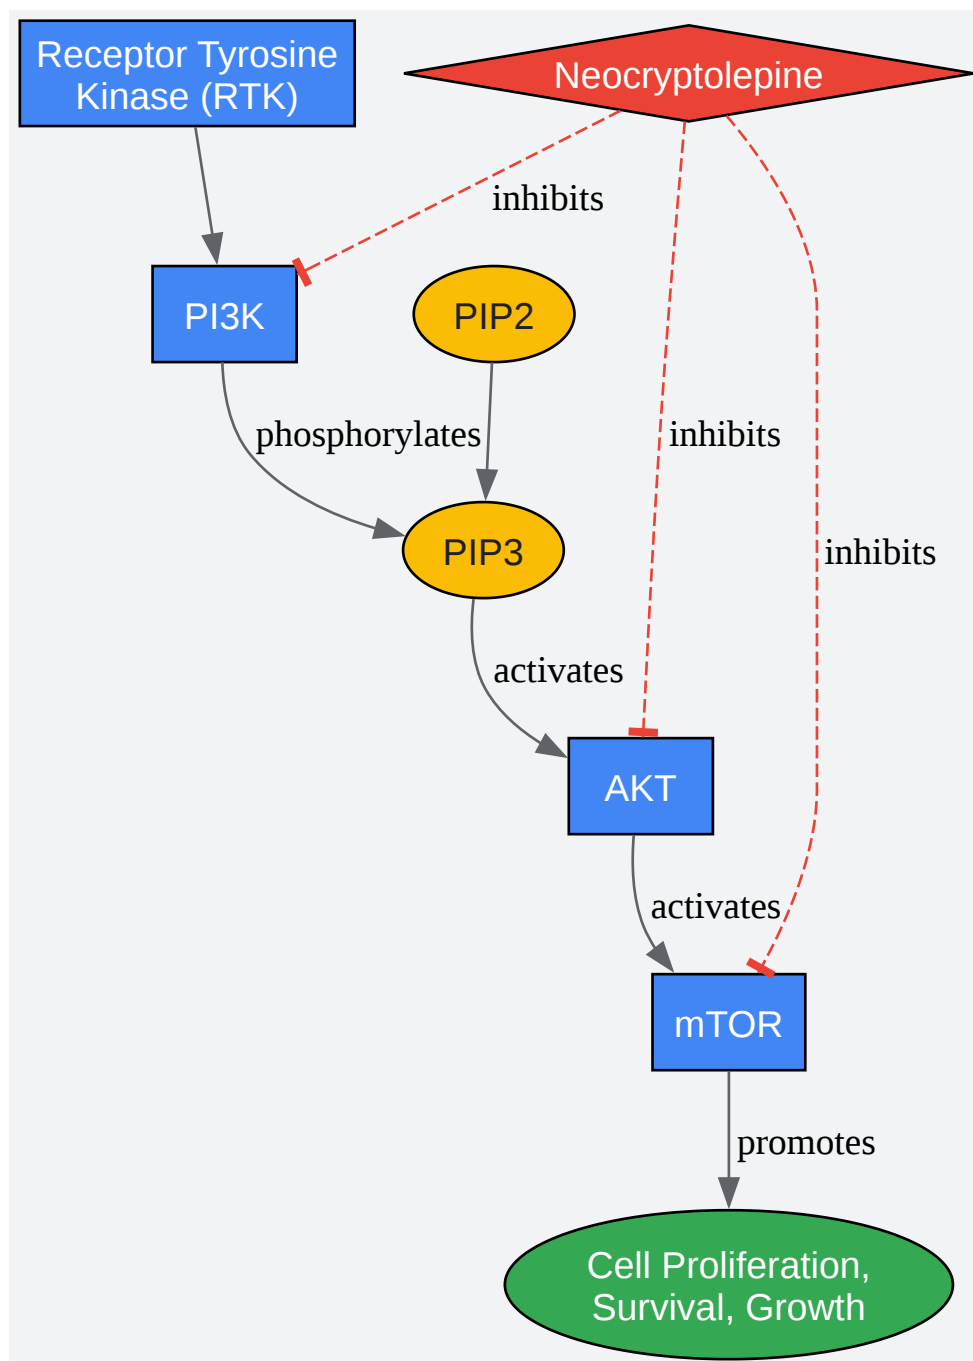 Receptor Tyrosine
Kinase (RTK)
Neocryptolepine
inhibits
PI3K
PIP2
phosphorylates
inhibits
PIP3
inhibits
activates
AKT
activates
mTOR
promotes
Cell Proliferation,
Survival, Growth